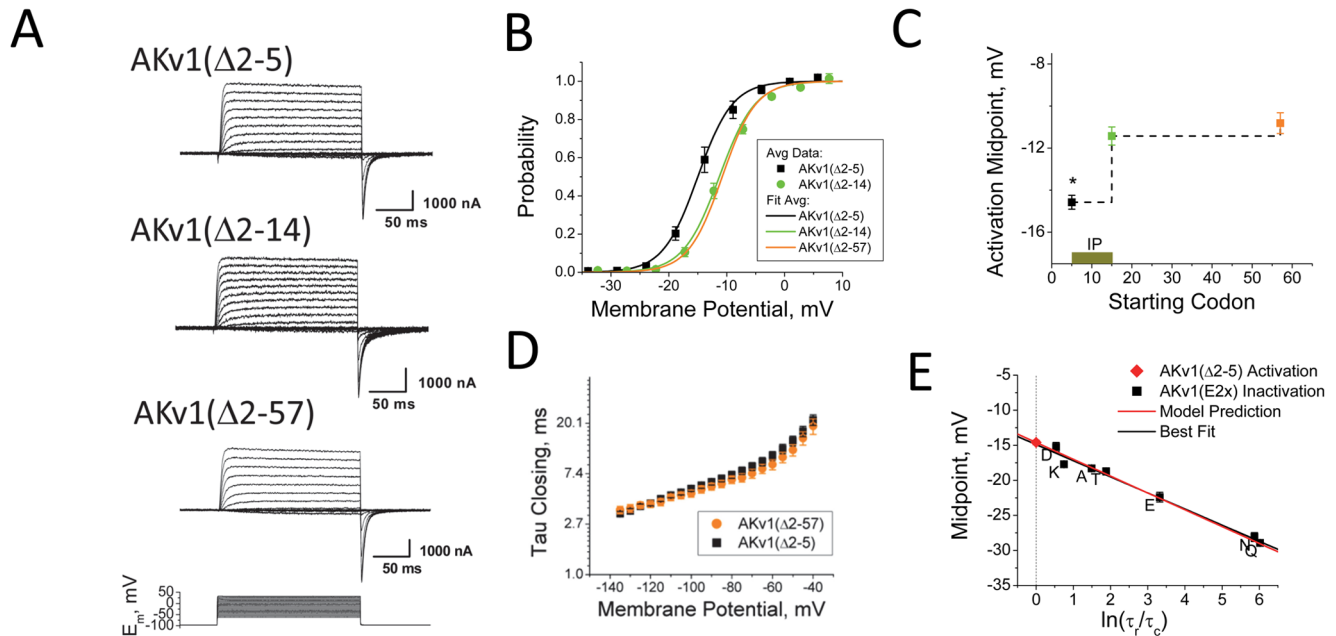 A
AKv1(Δ2-5)
1000 nA
50 ms
AKv1(Δ2-14)
1000 nA
50 ms
AKv1(Δ2-57)
1000 nA
50 ms
Em, mV
50
0
-50
-100
B
Probability
1.0
0.8
0.6
0.4
0.2
0.0
-30
-20
-10
0
10
Membrane Potential, mV
Avg Data:
AKv1(Δ2-5)
AKv1(Δ2-14)
Fit Avg:
AKv1(Δ2-5)
AKv1(Δ2-14)
AKv1(Δ2-57)
C
Activation Midpoint, mV
-8
-12
-16
*
IP
0
10
20
30
40
50
60
Starting Codon
D
Tau Closing, ms
20.1
7.4
2.7
1.0
AKv1(Δ2-57)
AKv1(Δ2-5)
-140
-120
-100
-80
-60
-40
Membrane Potential, mV
E
Midpoint, mV
-5
-10
-15
-20
-25
-30
-35
AKv1(Δ2-5) Activation
AKv1(E2x) Inactivation
Model Prediction
Best Fit
D
K
A
T
E
N
Q
0
1
2
3
4
5
6
ln(τr/τc)